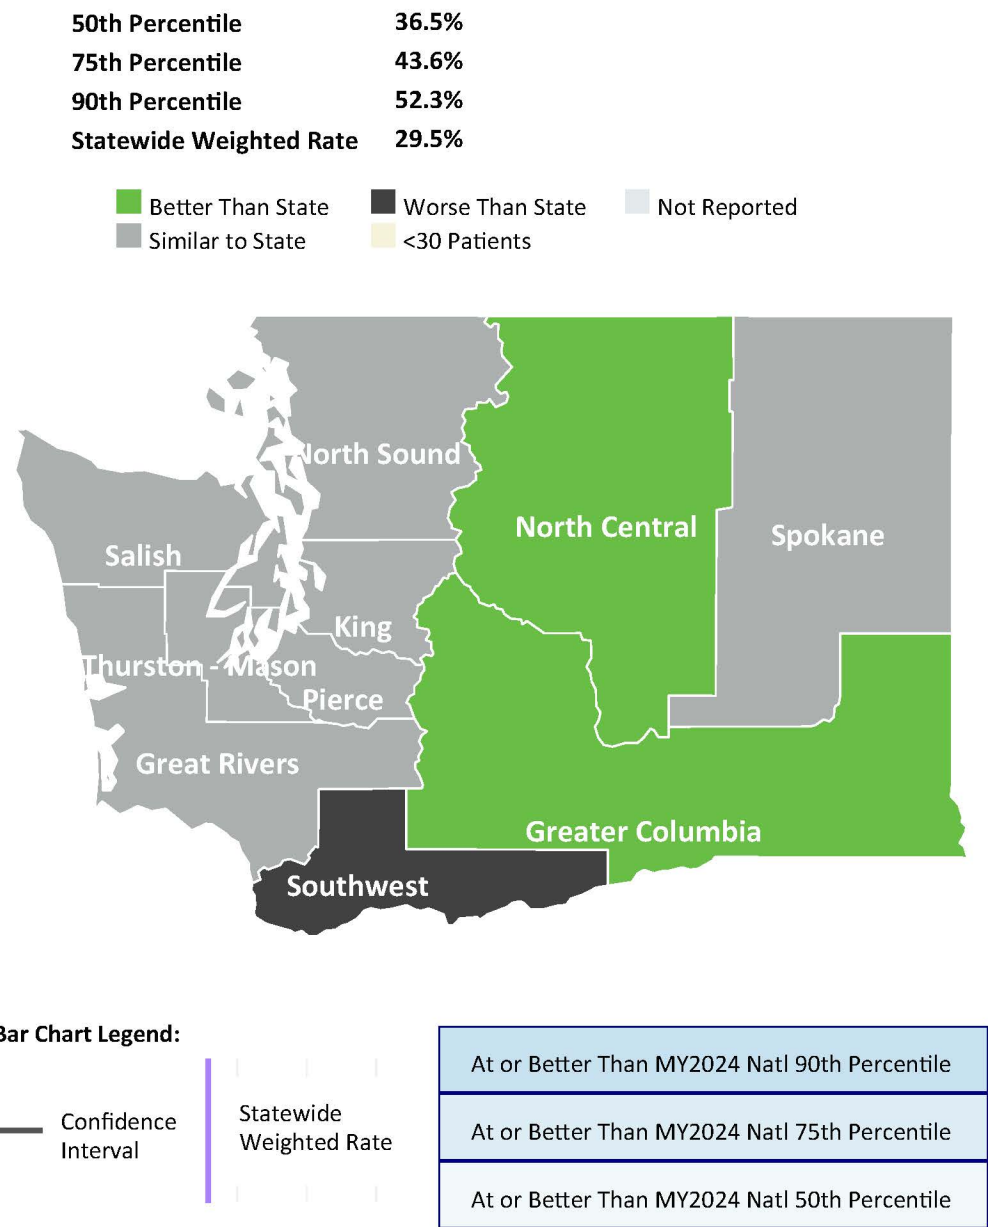 50th Percentile 36.5%
75th Percentile 43.6%
90th Percentile 52.3%
Statewide Weighted Rate 29.5%
Better Than State Worse Than State Not Reported
Similar to State <30 Patients
North Sound
North Central
Spokane
Salish
King
Thurston - Mason
Pierce
Great Rivers
Greater Columbia
Southwest
Bar Chart Legend:
Confidence
Interval
Statewide
Weighted Rate
At or Better Than MY2024 Natl 90th Percentile
At or Better Than MY2024 Natl 75th Percentile
At or Better Than MY2024 Natl 50th Percentile